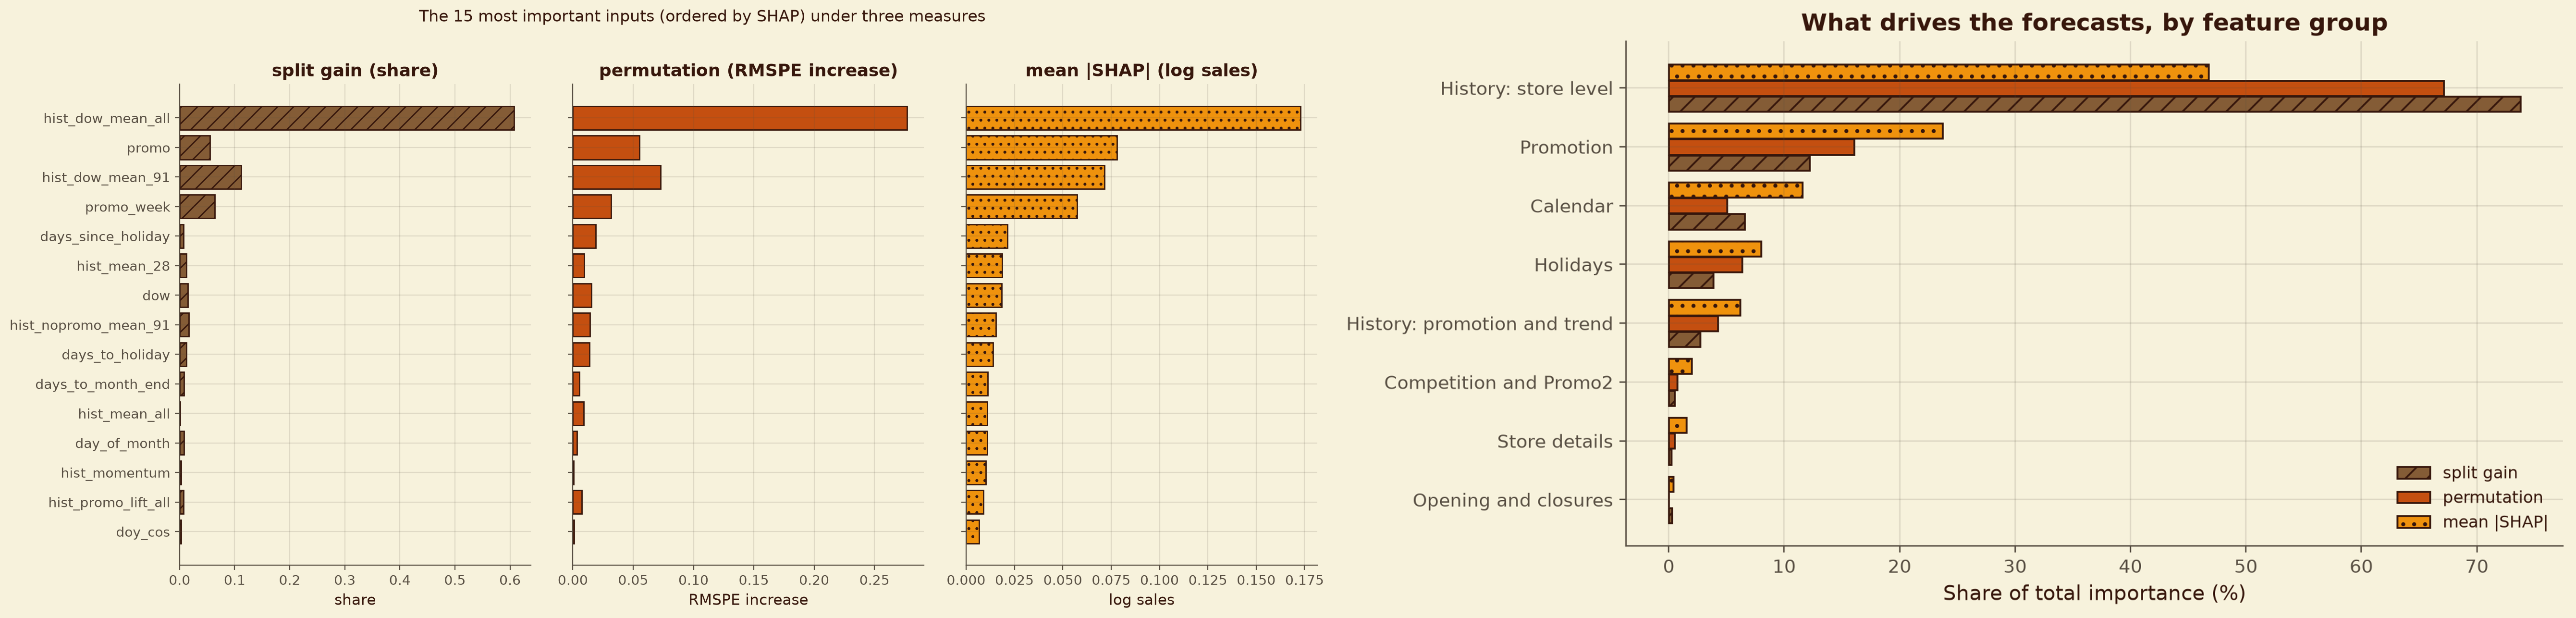 The 15 most important inputs (ordered by SHAP) under three measures
split gain (share)
permutation (RMSPE increase)
mean |SHAP| (log sales)
hist_dow_mean_all
promo
hist_dow_mean_91
promo_week
days_since_holiday
hist_mean_28
dow
hist_nopromo_mean_91
days_to_holiday
days_to_month_end
hist_mean_all
day_of_month
hist_momentum
hist_promo_lift_all
doy_cos
0.0 0.1 0.2 0.3 0.4 0.5 0.6
share
0.00 0.05 0.10 0.15 0.20 0.25
RMSPE increase
0.000 0.025 0.050 0.075 0.100 0.125 0.150 0.175
log sales
What drives the forecasts, by feature group
History: store level
Promotion
Calendar
Holidays
History: promotion and trend
Competition and Promo2
Store details
Opening and closures
split gain
permutation
mean |SHAP|
0 10 20 30 40 50 60 70
Share of total importance (%)